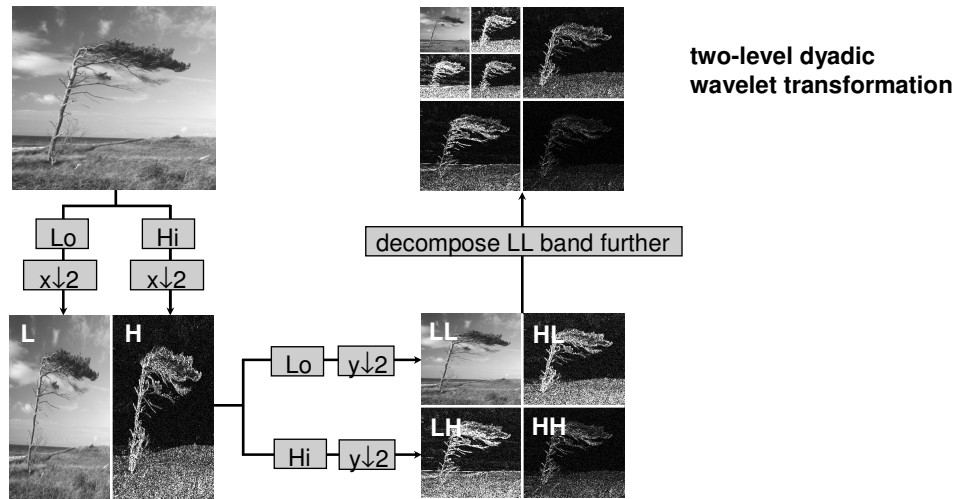 two-level dyadic
wavelet transformation
Lo
Hi
x↓2
x↓2
decompose LL band further
L
H
LL
HL
Lo
y↓2
LH
HH
Hi
y↓2